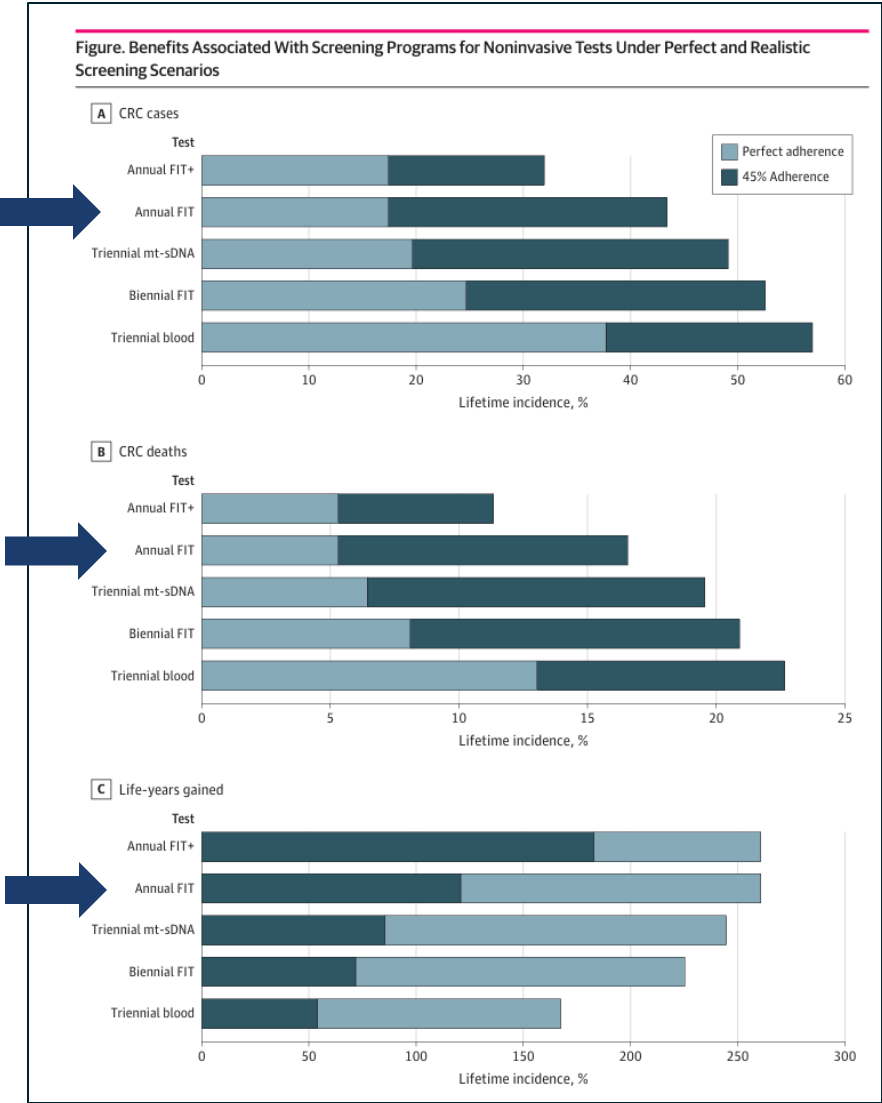 Figure. Benefits Associated With Screening Programs for Noninvasive Tests Under Perfect and Realistic
Screening Scenarios
A CRC cases
Test
Perfect adherence
45% Adherence
Annual FIT+
Annual FIT
Triennial mt-sDNA
Biennial FIT
Triennial blood
0 10 20 30 40 50 60
Lifetime incidence, %
B CRC deaths
Test
Annual FIT+
Annual FIT
Triennial mt-sDNA
Biennial FIT
Triennial blood
0 5 10 15 20 25
Lifetime incidence, %
C Life-years gained
Test
Annual FIT+
Annual FIT
Triennial mt-sDNA
Biennial FIT
Triennial blood
0 50 100 150 200 250 300
Lifetime incidence, %